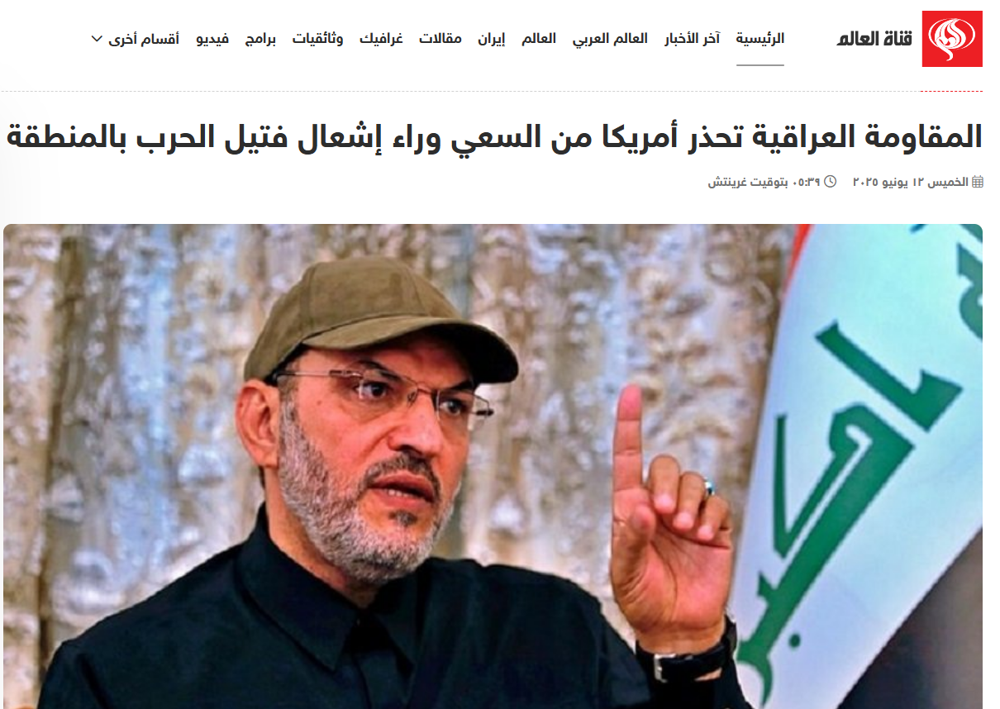 قناة العالم
الرئيسية آخر الأخبار العالم العربي العالم إيران مقالات غرافيك وثائقيات برامج فيديو أقسام أخرى
المقاومة العراقية تحذر أمريكا من السعي وراء إشعال فتيل الحرب بالمنطقة
الخميس ١٢ يونيو ٢٠٢٥ ٠٥:٣٩ بتوقيت غرينتش
اكبر